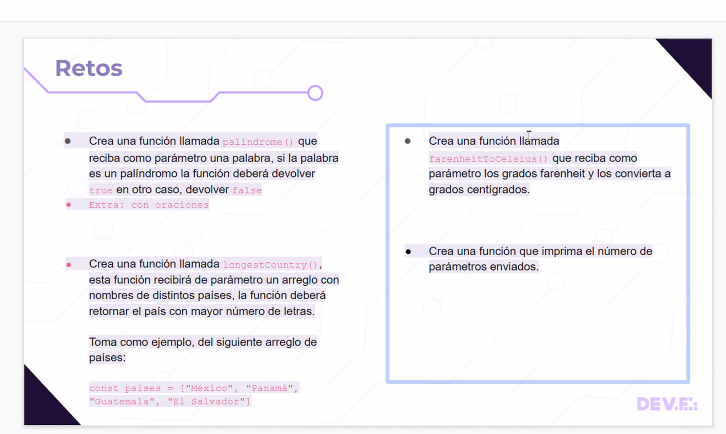 Retos
Crea una función llamada palindrome() que
reciba como parámetro una palabra, si la palabra
es un palíndromo la función deberá devolver
true en otro caso, devolver false
Extra: con oraciones
Crea una función llamada longestCountry(),
esta función recibirá de parámetro un arreglo con
nombres de distintos países, la función deberá
retornar el país con mayor número de letras.
Toma como ejemplo, del siguiente arreglo de
países:
const países = ["México", "Panamá",
"Guatemala", "El Salvador"]
Crea una función llamada
farenheitToCelsius() que reciba como
parámetro los grados farenheit y los convierta a
grados centígrados.
Crea una función que imprima el número de
parámetros enviados.
DEV.F.: